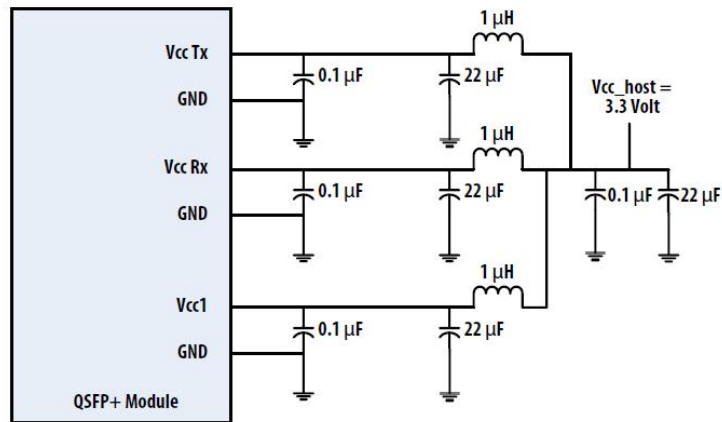 1 µH
Vcc Tx
0.1 µF
22 µF
GND
Vcc_host =
3.3 Volt
1 µH
Vcc Rx
0.1 µF
22 µF
0.1 µF
22 µF
GND
1 µH
Vcc1
0.1 µF
22 µF
GND
QSFP+ Module